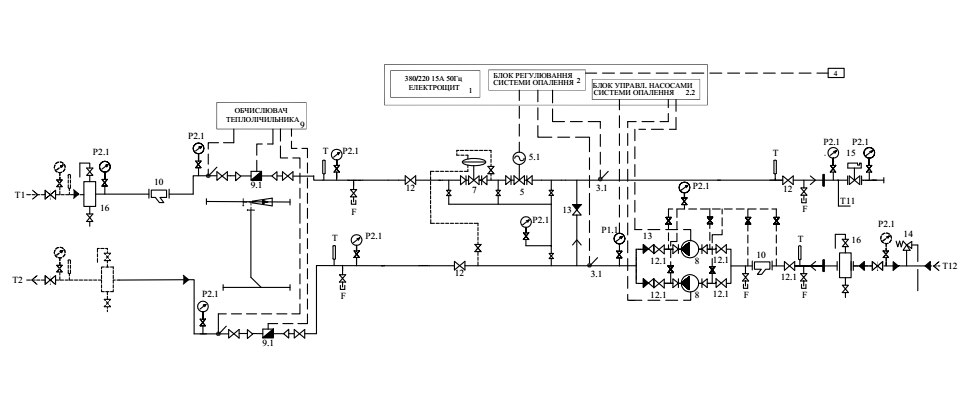 380/220 15А 50Гц
ЕЛЕКТРОЩИТ 1
БЛОК РЕГУЛЮВАННЯ
СИСТЕМИ ОПАЛЕННЯ 2
4
БЛОК УПРАВЛ. НАСОСАМИ
СИСТЕМИ ОПАЛЕННЯ 2.2
ОБЧИСЛЮВАЧ
ТЕПЛОЛІЧИЛЬНИКА 9
P2.1
P2.1
T
P2.1
5.1
T
P2.1
P2.1
15
T1
16
10
9.1
F
12
7
5
3.1
12
F
T11
P2.1
13
P2.1
P2.1
T
P2.1
P1.1
13
T
16
P2.1
14
T2
12
3.1
12.1
8
12.1
10
12.1
T12
F
F
F
P2.1
12.1
8
12.1
9.1